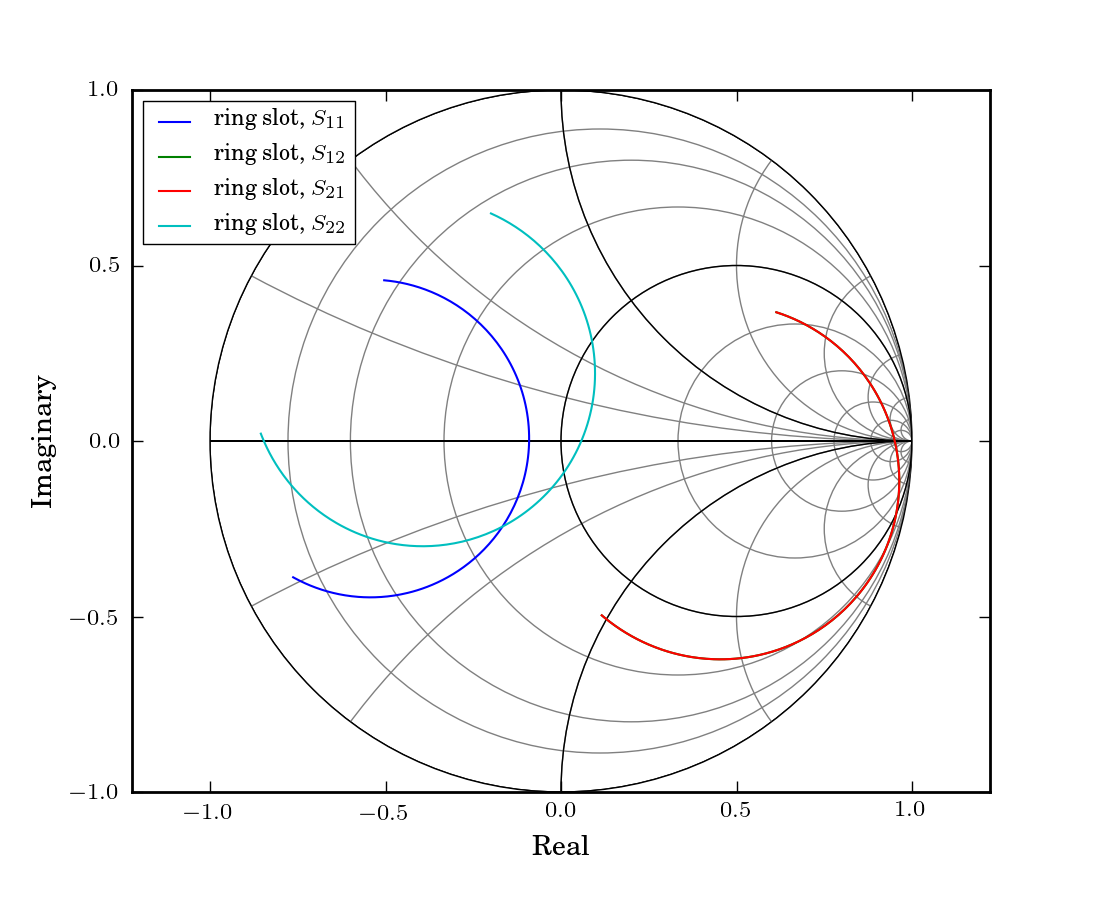 1.0
ring slot, S11
ring slot, S12
ring slot, S21
ring slot, S22
0.5
0.0
−0.5
−1.0
Imaginary
−1.0 −0.5 0.0 0.5 1.0
Real